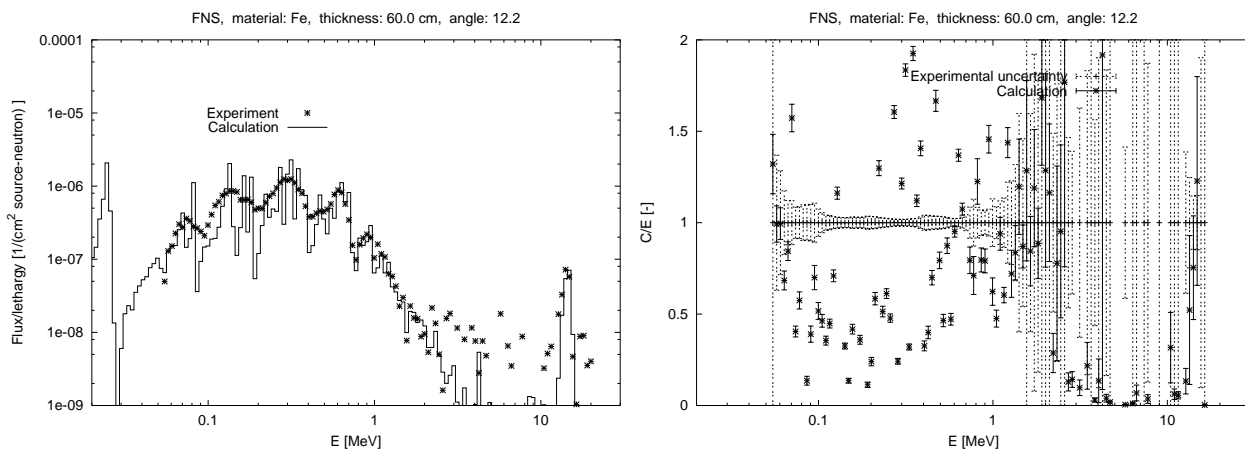 FNS, material: Fe, thickness: 60.0 cm, angle: 12.2
Flux/lethargy [1/(cm2 source-neutron) ]
0.0001
1e-05
1e-06
1e-07
1e-08
1e-09
Experiment
Calculation
0.1
1
10
E [MeV]
FNS, material: Fe, thickness: 60.0 cm, angle: 12.2
C/E [-]
2
1.5
1
0.5
0
Experimental uncertainty
Calculation
0.1
1
10
E [MeV]